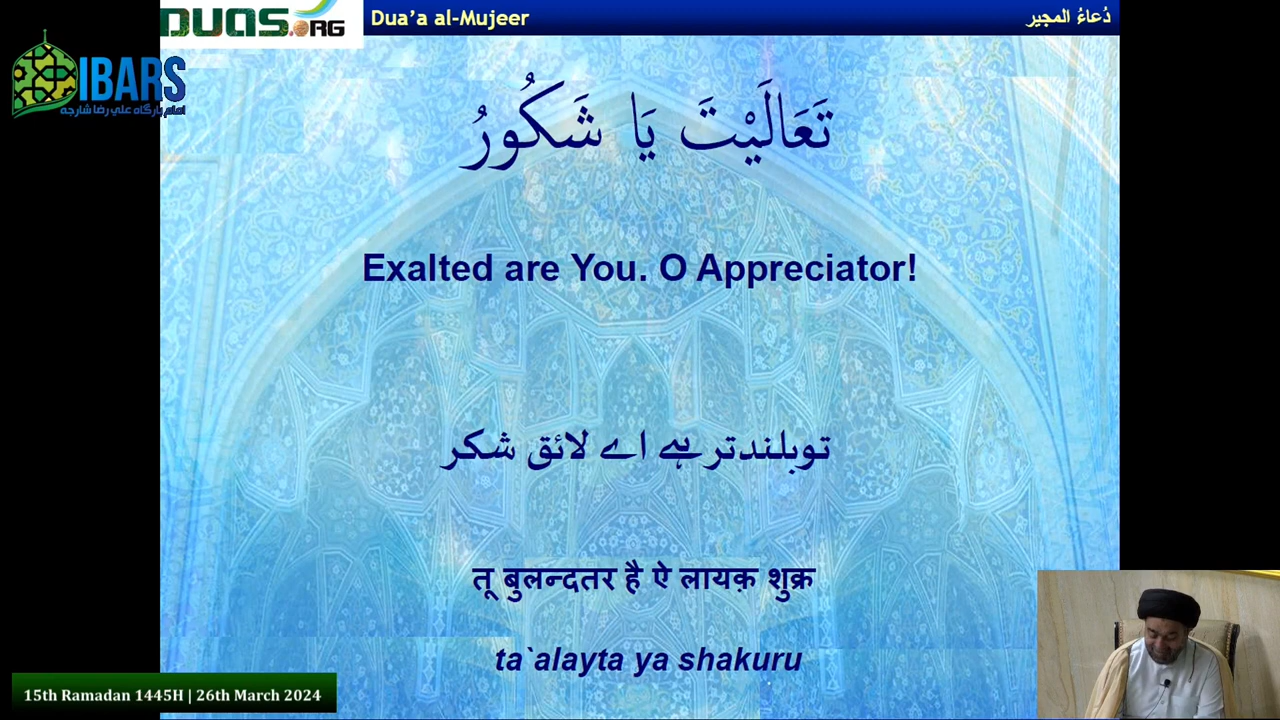 DUAS.ORG
Dua’a al-Mujeer
دُعاءُ المجير
IBARS
امام بارگاه علي رضا شارجه
تَعَالَيْتَ يَا شَكُورُ
Exalted are You. O Appreciator!
توبلندتر ہے اے لائق شکر
तू बुलन्दतर है ऐ लायक़ शुक्र
ta`alayta ya shakuru
15th Ramadan 1445H | 26th March 2024